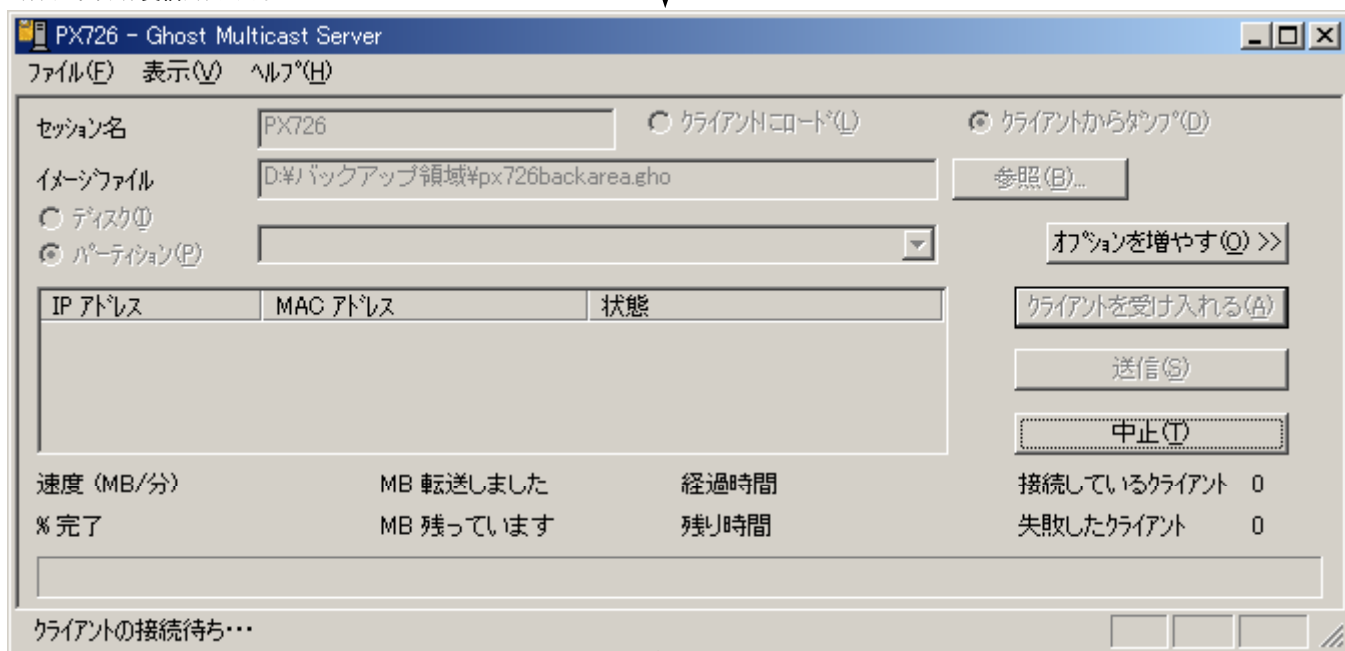 PX726 - Ghost Multicast Server
ﾌｧｲﾙ(F) 表示(V) ﾍﾙﾌﾟ(H)
ｾｯｼｮﾝ名 PX726 ｸﾗｲｱﾝﾄにﾛｰﾄﾞ(L) ｸﾗｲｱﾝﾄからﾀﾞﾝﾌﾟ(D)
ｲﾒｰｼﾞﾌｧｲﾙ D:¥バックアップ領域¥px726backarea.gho 参照(B)...
ﾃﾞｨｽｸ(I)
ﾊﾟｰﾃｨｼｮﾝ(P) ｵﾌﾟｼｮﾝを増やす(O) >>
IP ｱﾄﾞﾚｽ MAC ｱﾄﾞﾚｽ 状態 ｸﾗｲｱﾝﾄを受け入れる(A)
送信(S)
中止(T)
速度 (MB/分) MB 転送しました 経過時間 接続しているｸﾗｲｱﾝﾄ 0
% 完了 MB 残っています 残り時間 失敗したｸﾗｲｱﾝﾄ 0
ｸﾗｲｱﾝﾄの接続待ち･･･